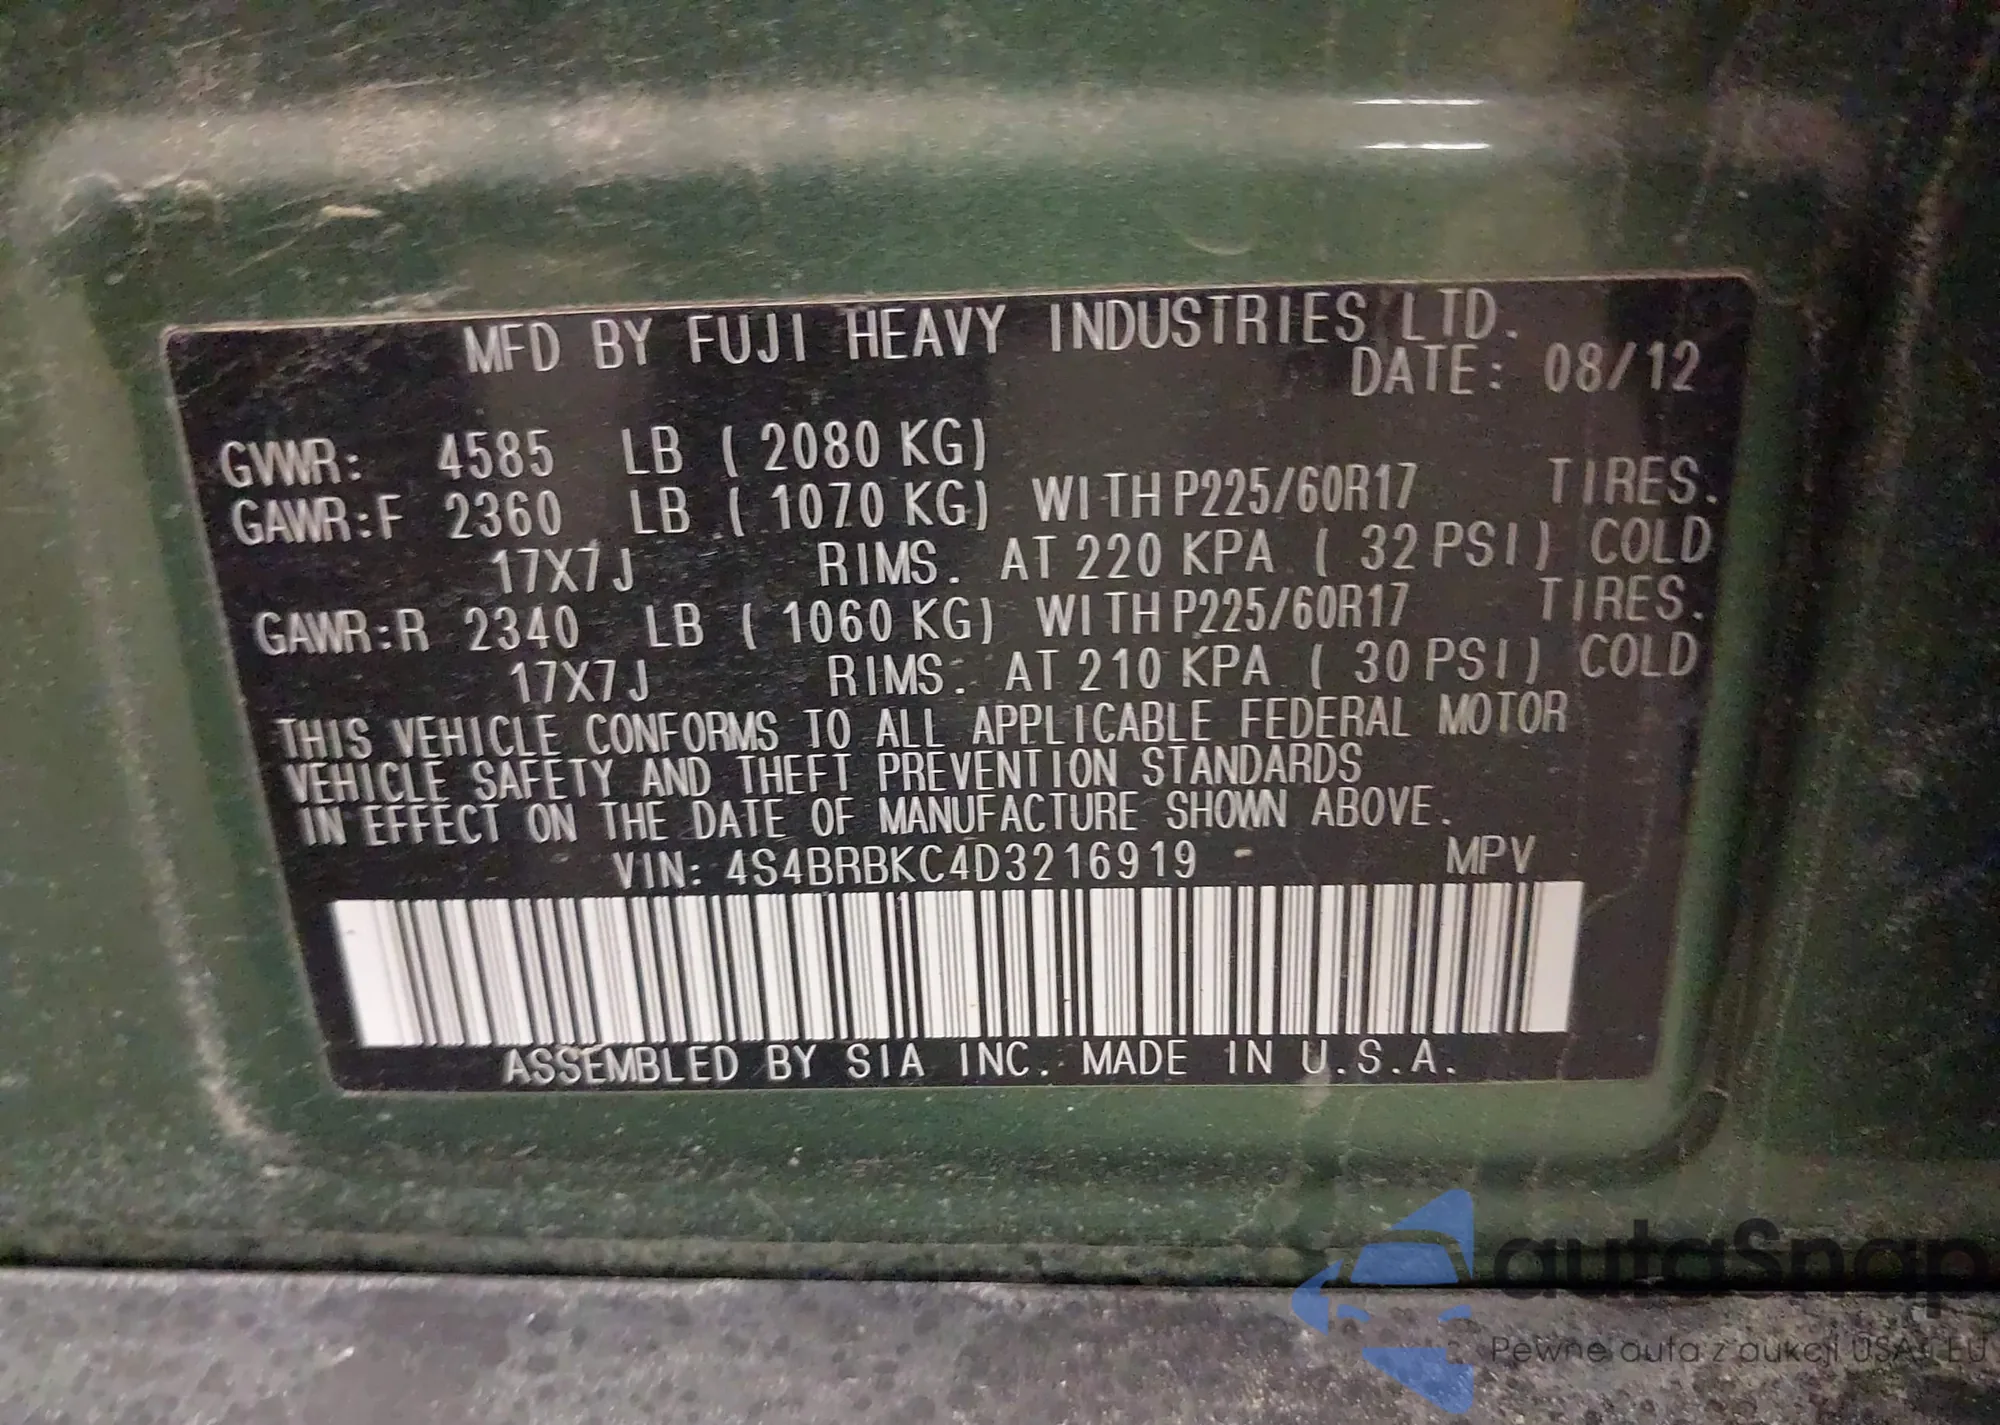 MFD BY FUJI HEAVY INDUSTRIES LTD.
DATE: 08/12
GVWR: 4585 LB (2080 KG)
GAWR:F 2360 LB (1070 KG) WITH P225/60R17 TIRES.
17X7J RIMS. AT 220 KPA (32 PSI) COLD
GAWR:R 2340 LB (1060 KG) WITH P225/60R17 TIRES.
17X7J RIMS. AT 210 KPA (30 PSI) COLD
THIS VEHICLE CONFORMS TO ALL APPLICABLE FEDERAL MOTOR
VEHICLE SAFETY AND THEFT PREVENTION STANDARDS
IN EFFECT ON THE DATE OF MANUFACTURE SHOWN ABOVE.
VIN: 4S4BRBKC4D3216919 - MPV
ASSEMBLED BY SIA INC. MADE IN U.S.A.
autaSnap
Pewne auta z aukcji USA i EU